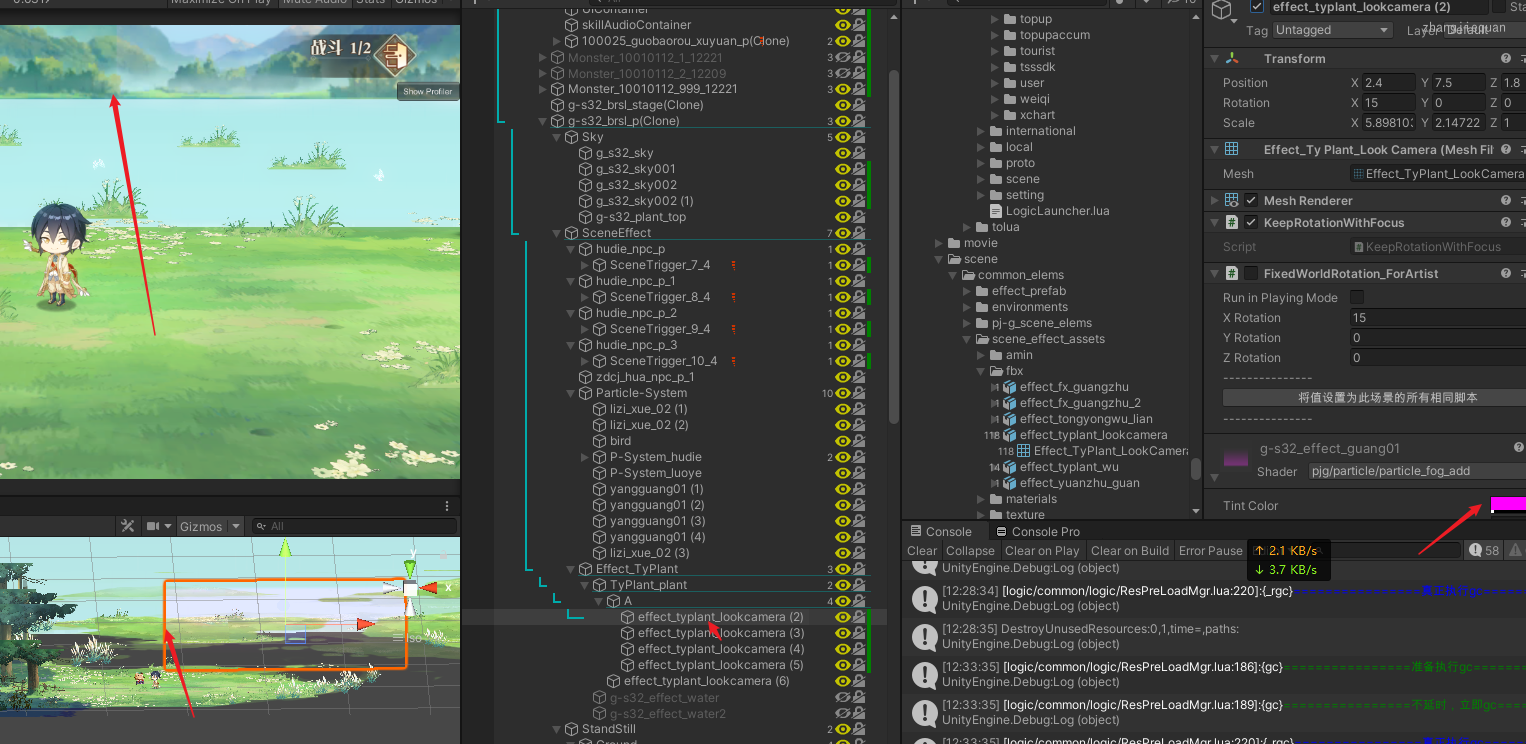 Maximize On Play Mute Audio Stats Gizmos
战斗 1/2
Show Profiler
Gizmos
All
UIContainer
skillAudioContainer
100025_guobaorou_xuyuan_p(Clone) 2
Monster_10010112_1_12221 3
Monster_10010112_2_12209 3
Monster_10010112_999_12221 3
g-s32_brsl_stage(Clone)
g-s32_brsl_p(Clone) 3
Sky 5
g_s32_sky
g_s32_sky001
g_s32_sky002
g_s32_sky002 (1)
g-s32_plant_top
SceneEffect 7
hudie_npc_p 1
SceneTrigger_7_4 1
hudie_npc_p_1 1
SceneTrigger_8_4 1
hudie_npc_p_2 1
SceneTrigger_9_4 1
hudie_npc_p_3 1
SceneTrigger_10_4 1
zdcj_hua_npc_p_1
Particle-System 10
lizi_xue_02 (1)
lizi_xue_02 (2)
bird
P-System_hudie 2
P-System_luoye
yangguang01 (1)
yangguang01 (2)
yangguang01 (3)
yangguang01 (4)
lizi_xue_02 (3)
Effect_TyPlant 3
TyPlant_plant 2
A 4
effect_typlant_lookcamera (2)
effect_typlant_lookcamera (3)
effect_typlant_lookcamera (4)
effect_typlant_lookcamera (5)
effect_typlant_lookcamera (6)
g-s32_effect_water
g-s32_effect_water2
StandStill 2
Ground
topup
topupaccum
tourist
tsssdk
user
weiqi
xchart
international
local
proto
scene
setting
LogicLauncher.lua
tolua
movie
scene
common_elems
effect_prefab
environments
pj-g_scene_elems
scene_effect_assets
amin
fbx
effect_fx_guangzhu
effect_fx_guangzhu_2
effect_tongyongwu_lian
118 effect_typlant_lookcamera
118 Effect_TyPlant_LookCamera
14 effect_typlant_wu
effect_yuanzhu_guan
materials
texture
effect_typlant_lookcamera (2)
Tag Untagged Layer Default
Transform
Position X 2.4 Y 7.5 Z 1.8
Rotation X 15 Y 0 Z 0
Scale X 5.89810 Y 2.14722 Z 1
Effect_Ty Plant_Look Camera (Mesh Fil
Mesh Effect_TyPlant_LookCamera
Mesh Renderer
KeepRotationWithFocus
Script KeepRotationWithFocus
FixedWorldRotation_ForArtist
Run in Playing Mode
X Rotation 15
Y Rotation 0
Z Rotation 0
--------------
将值设置为此场景的所有相同脚本
--------------
g-s32_effect_guang01
Shader pjg/particle/particle_fog_add
Tint Color
Console Console Pro
Clear Collapse Clear on Play Clear on Build Error Pause 58
↑ 2.1 KB/s
↓ 3.7 KB/s
UnityEngine.Debug:Log (object)
[12:28:34] [logic/common/logic/ResPreLoadMgr.lua:220]:{_rgc}================真正执行gc======
UnityEngine.Debug:Log (object)
[12:28:35] DestroyUnusedResources:0,1,time=,paths:
UnityEngine.Debug:Log (object)
[12:33:35] [logic/common/logic/ResPreLoadMgr.lua:186]:{gc}================准备执行gc=======
UnityEngine.Debug:Log (object)
[12:33:35] [logic/common/logic/ResPreLoadMgr.lua:189]:{gc}================不延时，立即gc====
UnityEngine.Debug:Log (object)
[12:33:35] [logic/common/logic/ResPreLoadMgr.lua:220]:{_rgc}================真正执行gc======